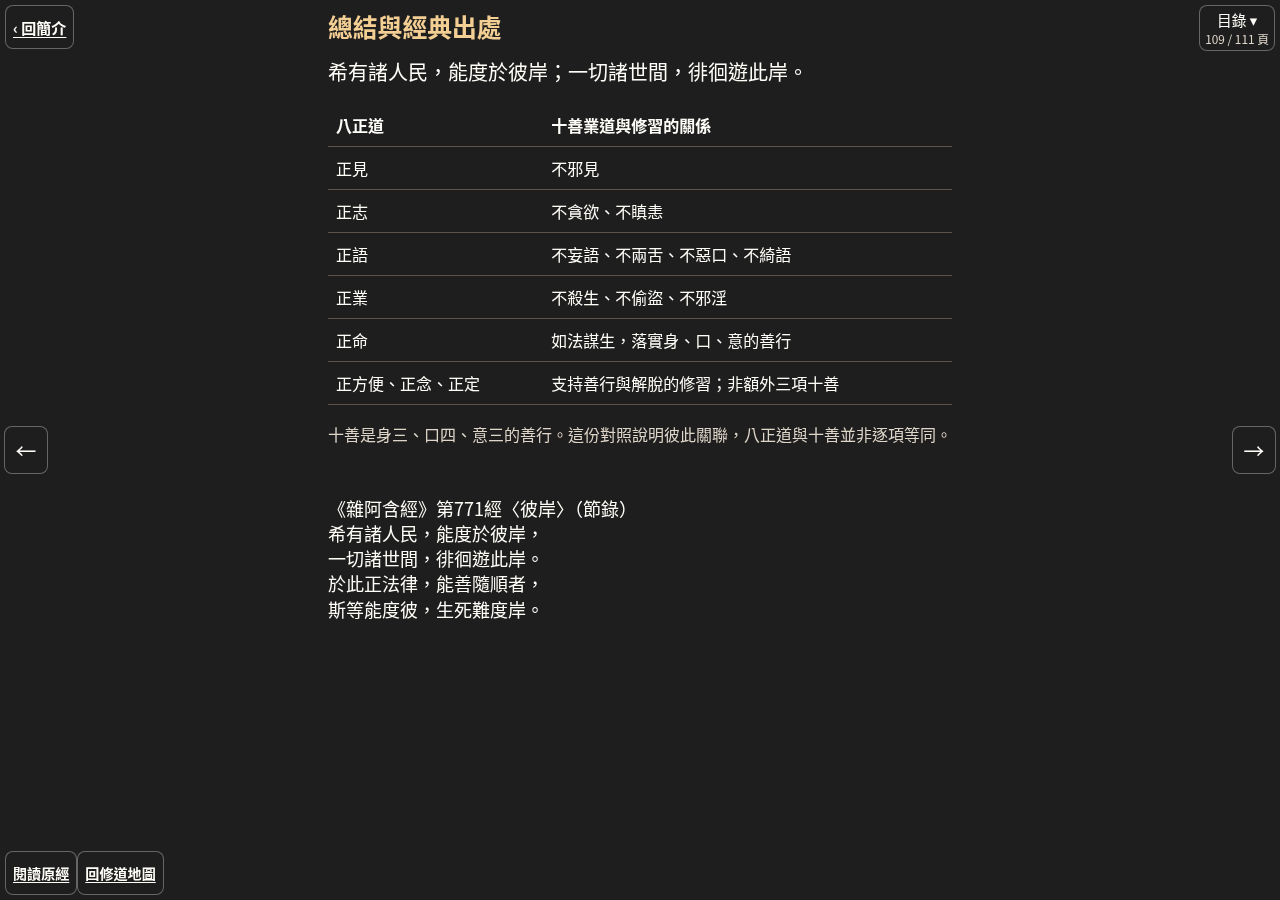 ‹ 回簡介
總結與經典出處
目錄 ▾
109 / 111 頁
希有諸人民，能度於彼岸；一切諸世間，徘徊遊此岸。
八正道 十善業道與修習的關係
正見 不邪見
正志 不貪欲、不瞋恚
正語 不妄語、不兩舌、不惡口、不綺語
正業 不殺生、不偷盜、不邪淫
正命 如法謀生，落實身、口、意的善行
正方便、正念、正定 支持善行與解脫的修習；非額外三項十善
十善是身三、口四、意三的善行。這份對照說明彼此關聯，八正道與十善並非逐項等同。
←
→
《雜阿含經》第771經〈彼岸〉（節錄）
希有諸人民，能度於彼岸，
一切諸世間，徘徊遊此岸。
於此正法律，能善隨順者，
斯等能度彼，生死難度岸。
閱讀原經
回修道地圖